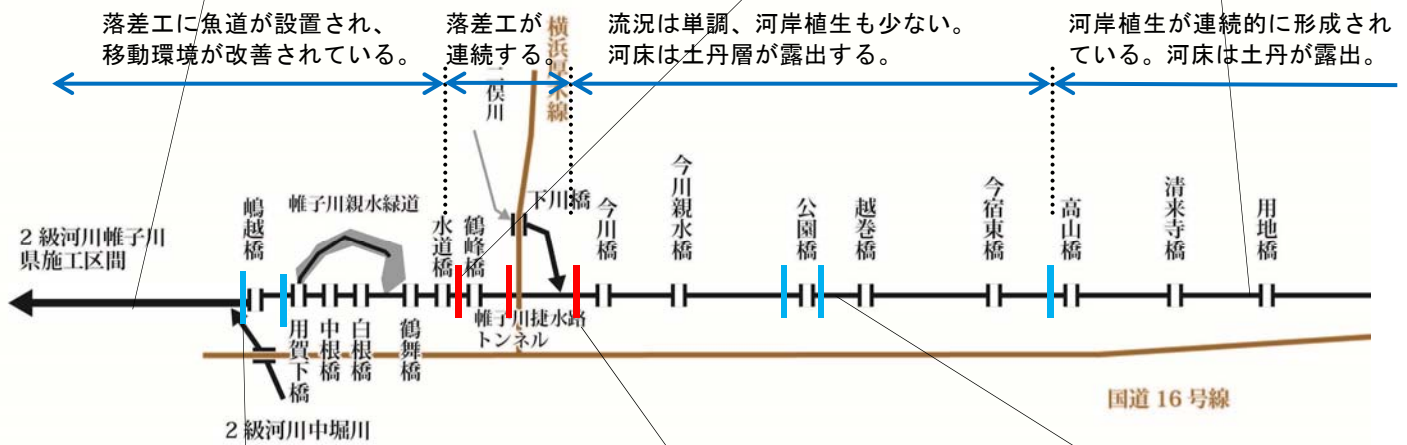 落差工に魚道が設置され、
移動環境が改善されている。
落差工が
連続する。
流況は単調、河岸植生も少ない。
河床は土丹層が露出する。
河岸植生が連続的に形成され
ている。河床は土丹が露出。
横浜厚木線
二俣川
2級河川帷子川
県施工区間
嶋越橋
帷子川親水緑道
水道橋
鶴峰橋
下川橋
今川橋
今川親水橋
公園橋
越巻橋
今宿東橋
高山橋
清来寺橋
用地橋
用賀下橋
中根橋
白根橋
鶴舞橋
帷子川捷水路
トンネル
国道16号線
2級河川中堀川